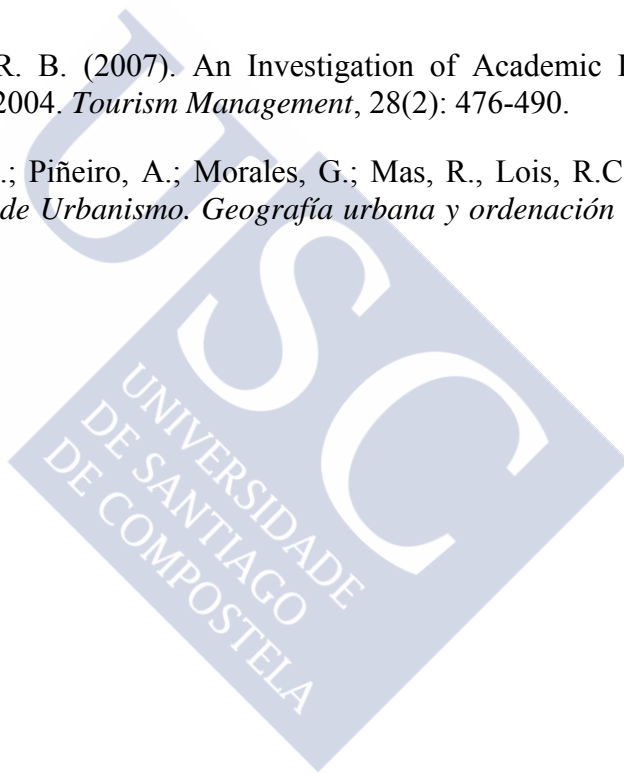 R. B. (2007). An Investigation of Academic
2004. Tourism Management, 28(2): 476-490.
.; Piñeiro, A.; Morales, G.; Mas, R., Lois, R.C
de Urbanismo. Geografía urbana y ordenación
USC
UNIVERSIDADE
DE SANTIAGO
DE COMPOSTELA